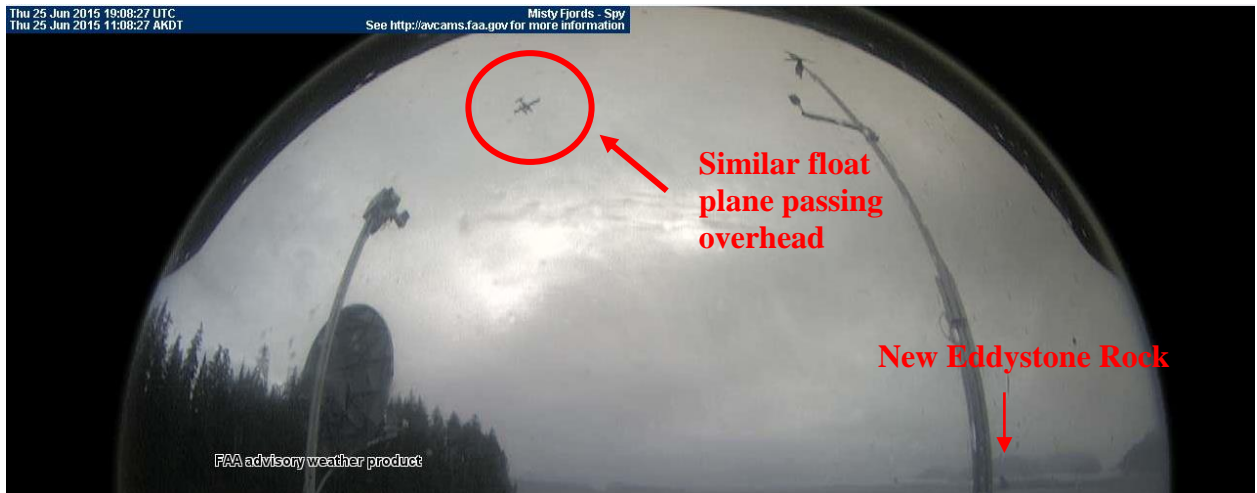 Thu 25 Jun 2015 19:08:27 UTC
Misty Fjords - Spy
Thu 25 Jun 2015 11:08:27 AKDT
See http://avcams.faa.gov for more information
Similar float
plane passing
overhead
New Eddystone Rock
FAA advisory weather product